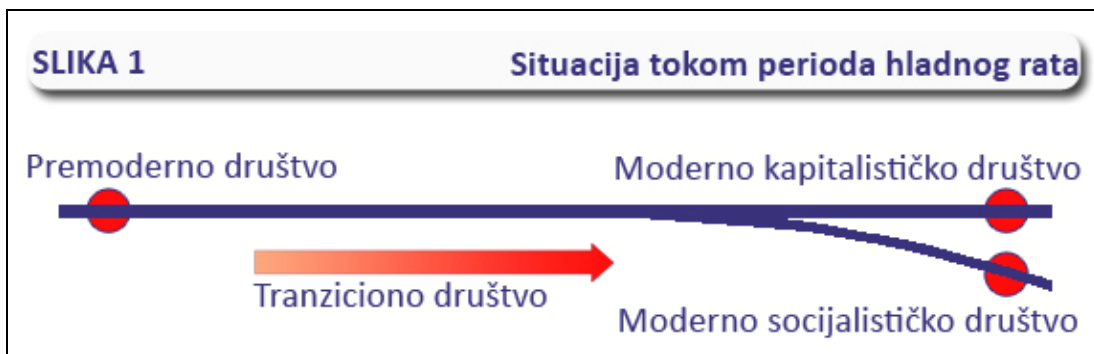 SLIKA 1 Situacija tokom perioda hladnog rata
Premoderno društvo Moderno kapitalističko društvo
Tranziciono društvo
Moderno socijalističko društvo